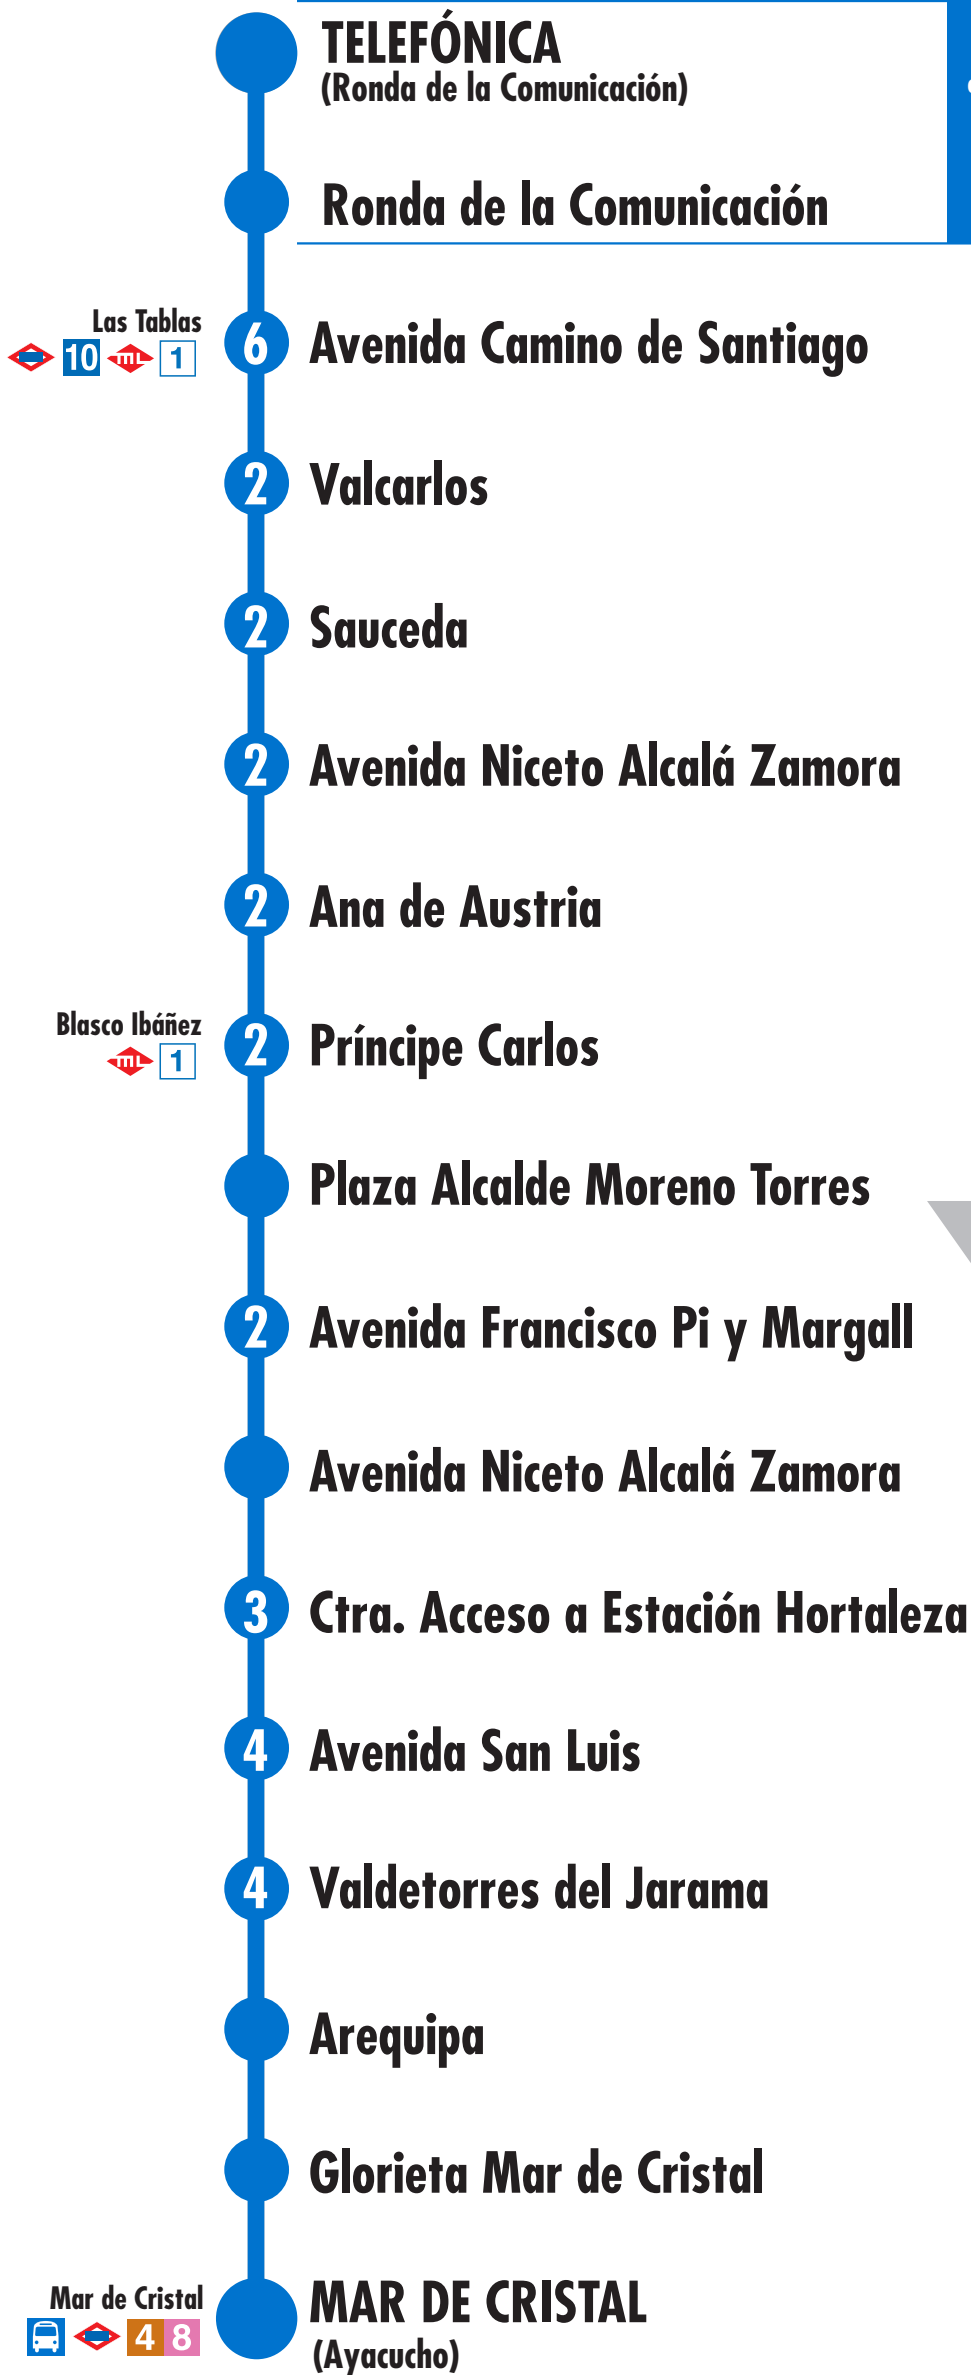 TELEFÓNICA
(Ronda de la Comunicación)
Ronda de la Comunicación
Las Tablas
10 ML 1
6 Avenida Camino de Santiago
2 Valcarlos
2 Sauceda
2 Avenida Niceto Alcalá Zamora
2 Ana de Austria
Blasco Ibáñez
ML 1
2 Príncipe Carlos
Plaza Alcalde Moreno Torres
2 Avenida Francisco Pi y Margall
Avenida Niceto Alcalá Zamora
3 Ctra. Acceso a Estación Hortaleza
4 Avenida San Luis
4 Valdetorres del Jarama
Arequipa
Glorieta Mar de Cristal
Mar de Cristal
4 8
MAR DE CRISTAL
(Ayacucho)